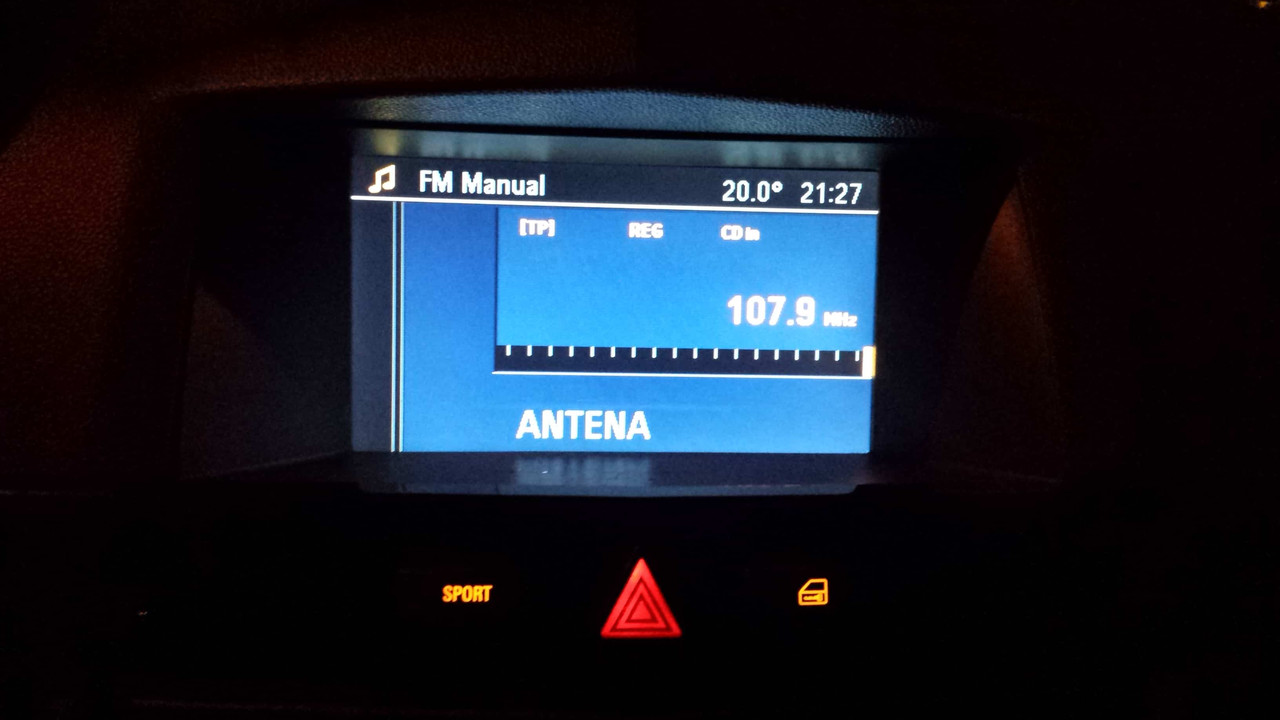 FM Manual 20.0° 21:27
[TP] REG CD in
107.9 MHz
ANTENA
SPORT